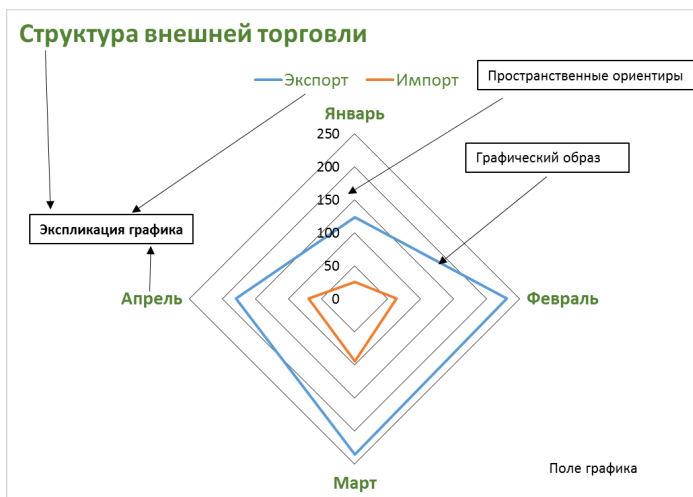 Структура внешней торговли
Экспорт
Импорт
Пространственные ориентиры
Январь
250
200
150
100
50
0
Графический образ
Экспликация графика
Апрель
Февраль
Март
Поле графика